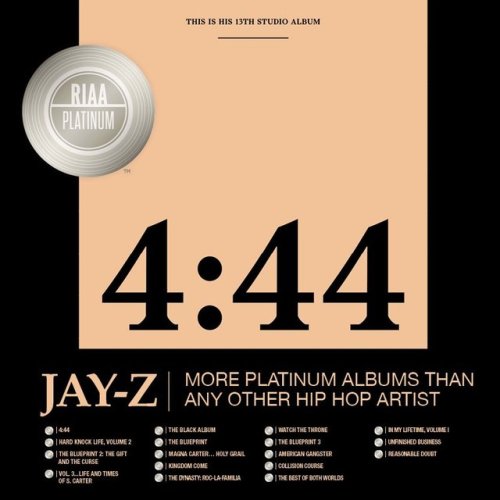 THIS IS HIS 13TH STUDIO ALBUM
RIAA
PLATINUM
TM
4:44
JAY-Z
MORE PLATINUM ALBUMS THAN
ANY OTHER HIP HOP ARTIST
4:44
HARD KNOCK LIFE, VOLUME 2
THE BLUEPRINT 2: THE GIFT
AND THE CURSE
VOL. 3...LIFE AND TIMES
OF S. CARTER
THE BLACK ALBUM
THE BLUEPRINT
MAGNA CARTER... HOLY GRAIL
KINGDOM COME
THE DYNASTY: ROC-LA-FAMILIA
WATCH THE THRONE
THE BLUEPRINT 3
AMERICAN GANGSTER
COLLISION COURSE
THE BEST OF BOTH WORLDS
IN MY LIFETIME, VOLUME I
UNFINISHED BUSINESS
REASONABLE DOUBT